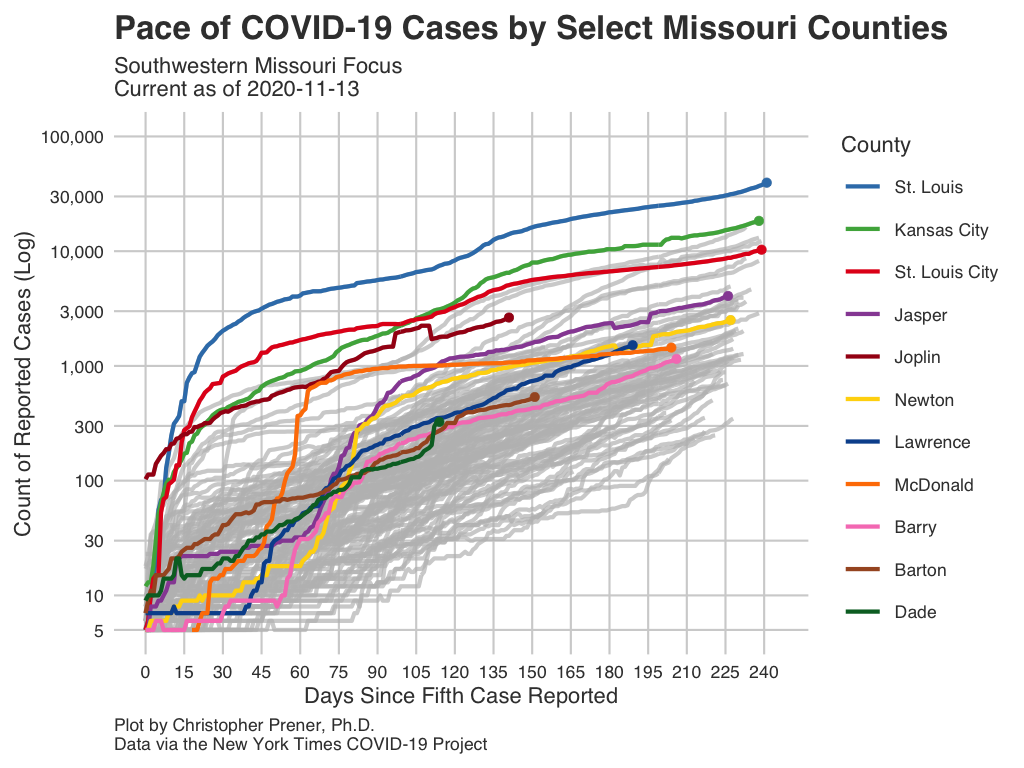 Pace of COVID-19 Cases by Select Missouri Counties
Southwestern Missouri Focus
Current as of 2020-11-13
Count of Reported Cases (Log)
100,000
30,000
10,000
3,000
1,000
300
100
30
10
5
0 15 30 45 60 75 90 105 120 135 150 165 180 195 210 225 240
Days Since Fifth Case Reported
County
St. Louis
Kansas City
St. Louis City
Jasper
Joplin
Newton
Lawrence
McDonald
Barry
Barton
Dade
Plot by Christopher Prener, Ph.D.
Data via the New York Times COVID-19 Project